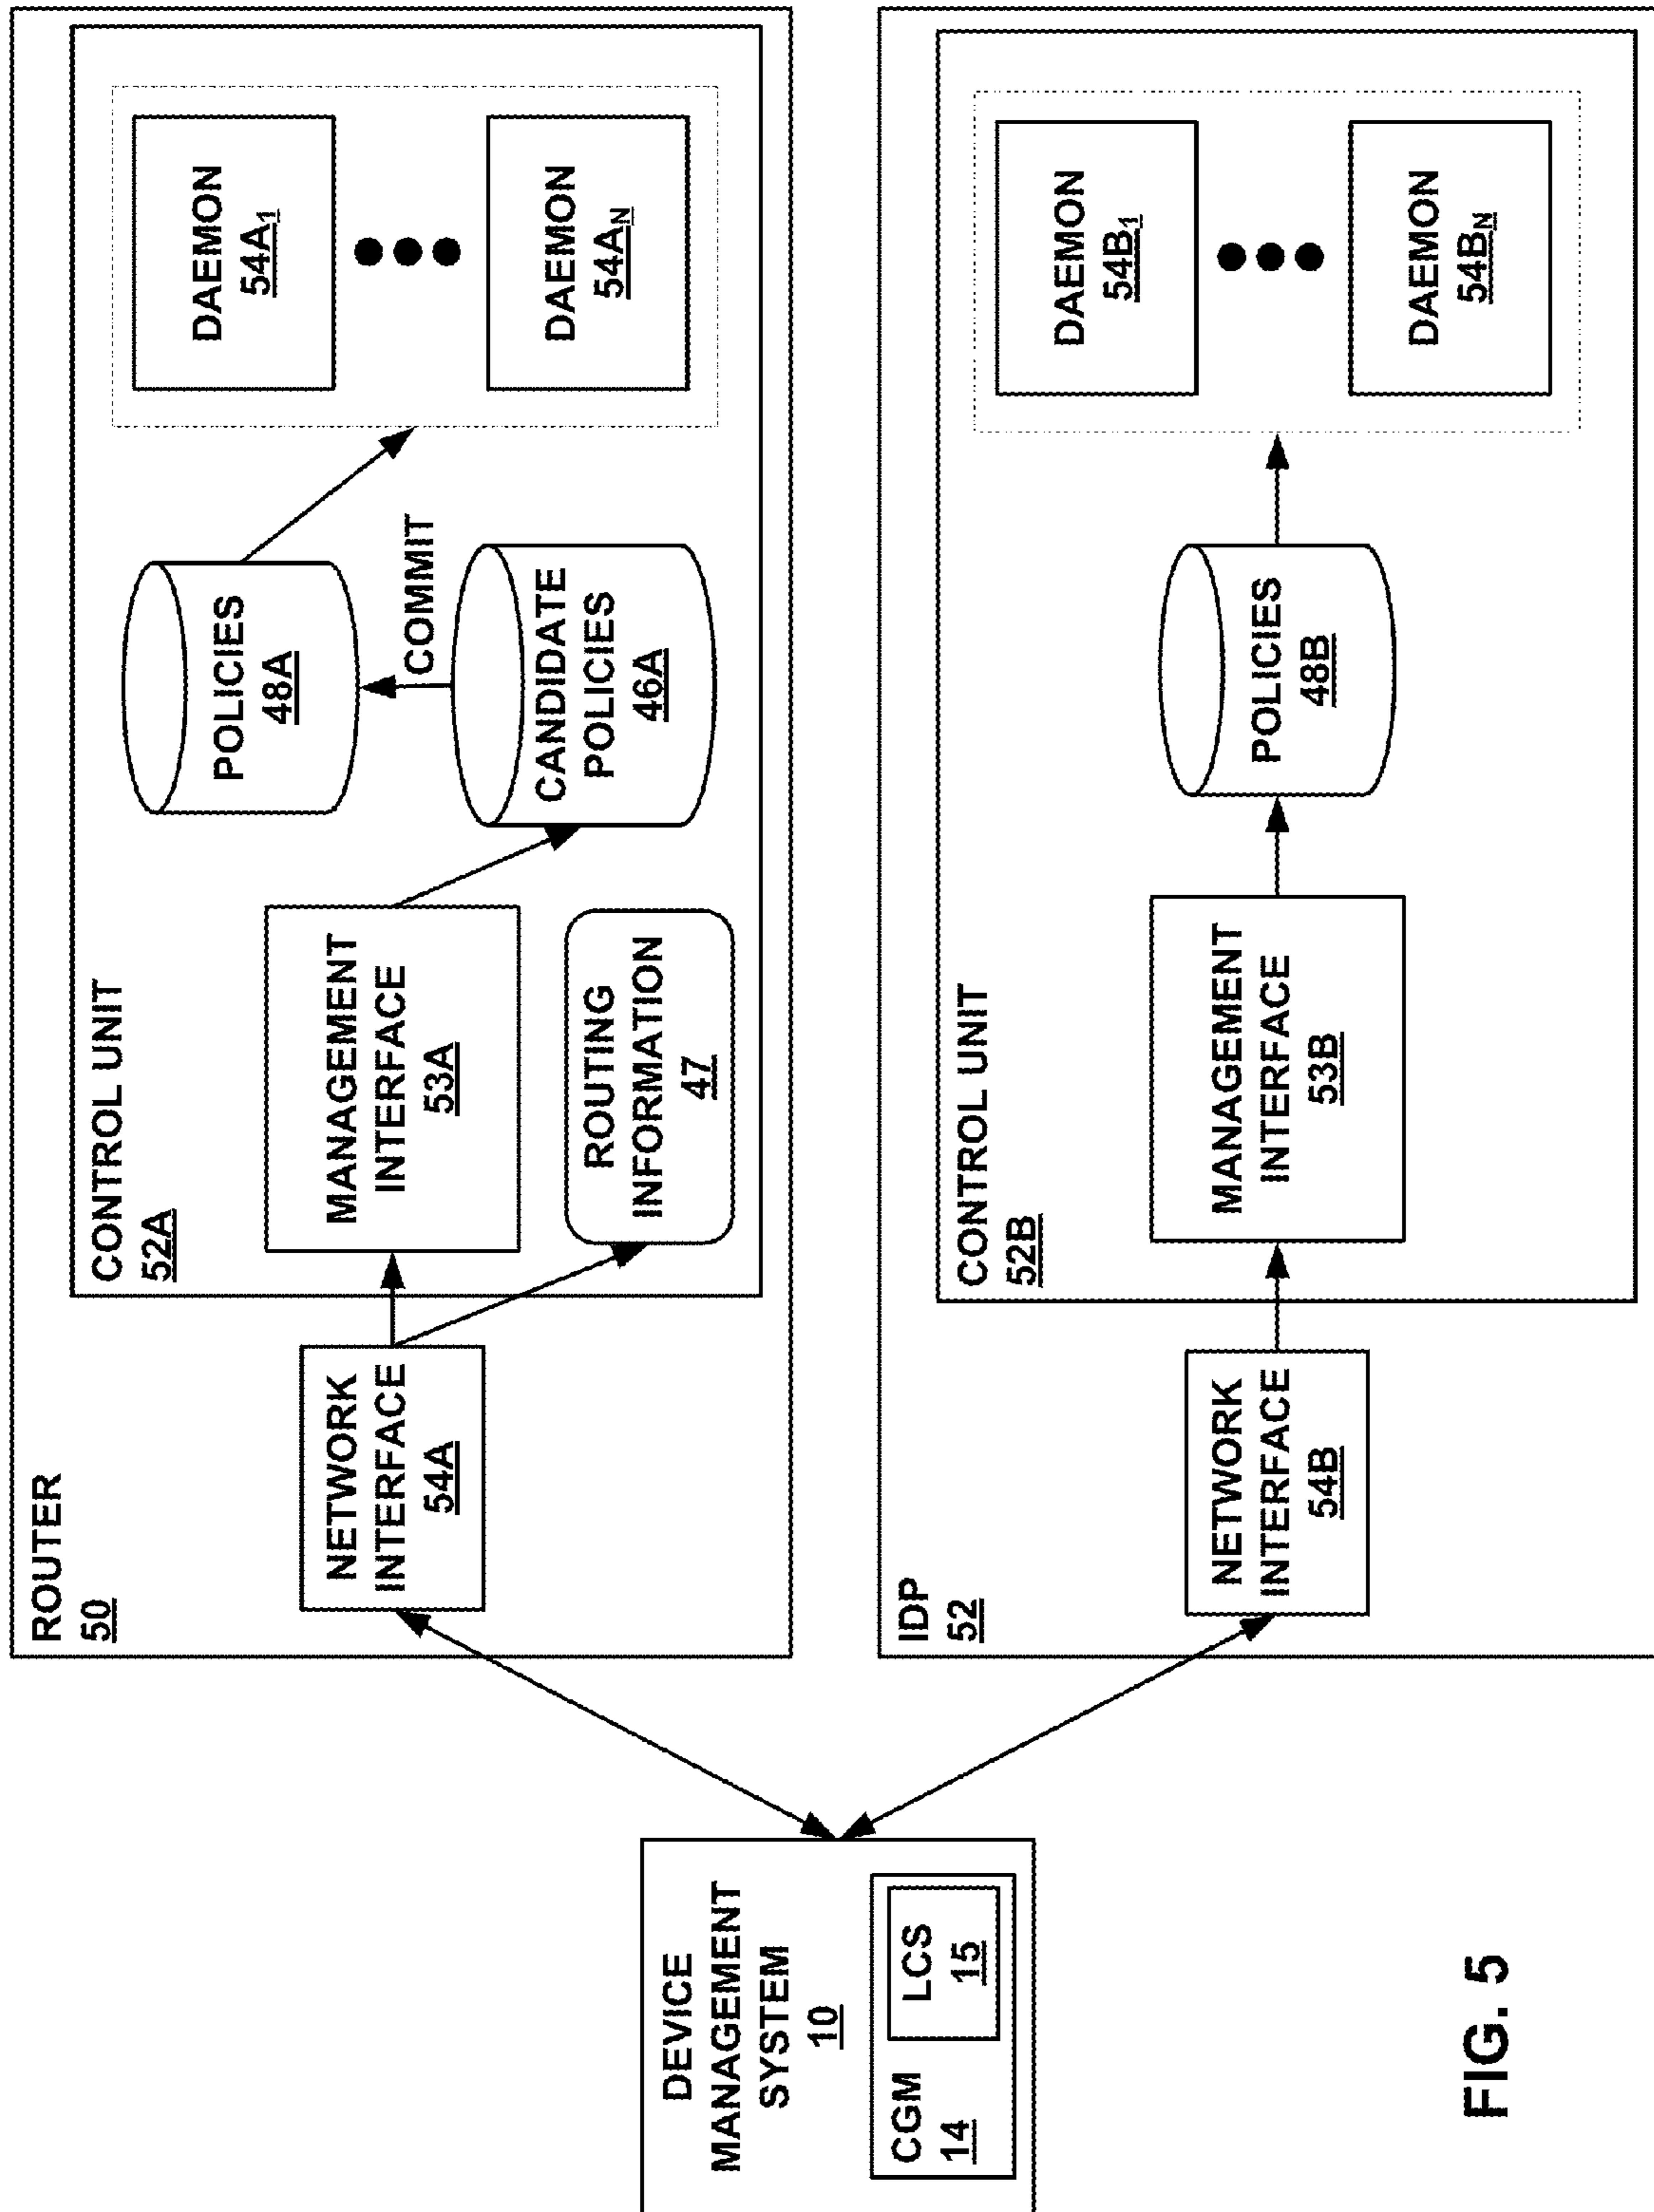 ROUTER
50
CONTROL UNIT
52A
NETWORK
INTERFACE
54A
MANAGEMENT
INTERFACE
53A
ROUTING
INFORMATION
47
POLICIES
48A
COMMIT
CANDIDATE
POLICIES
46A
DAEMON
54A1
DAEMON
54AN
DEVICE
MANAGEMENT
SYSTEM
10
CGM
14
LCS
15
IDP
52
CONTROL UNIT
52B
NETWORK
INTERFACE
54B
MANAGEMENT
INTERFACE
53B
POLICIES
48B
DAEMON
54B1
DAEMON
54BN
FIG. 5